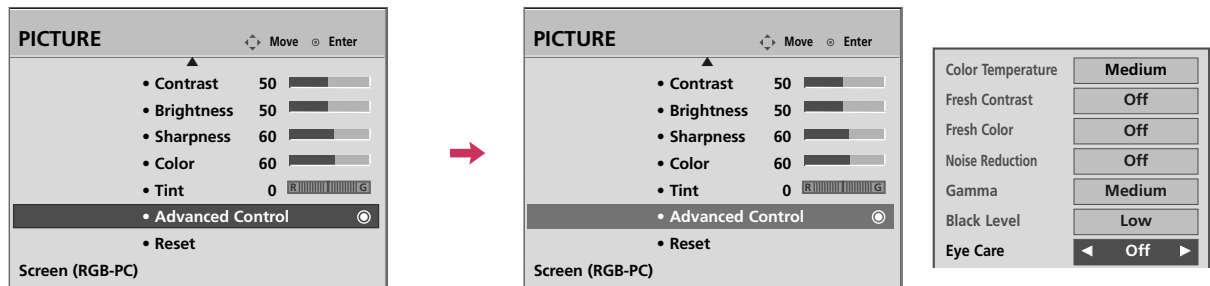 PICTURE
Move Enter
• Contrast 50
• Brightness 50
• Sharpness 60
• Color 60
• Tint 0 R G
• Advanced Control
• Reset
Screen (RGB-PC)
PICTURE
Move Enter
• Contrast 50
• Brightness 50
• Sharpness 60
• Color 60
• Tint 0 R G
• Advanced Control
• Reset
Screen (RGB-PC)
Color Temperature Medium
Fresh Contrast Off
Fresh Color Off
Noise Reduction Off
Gamma Medium
Black Level Low
Eye Care ◄ Off ►